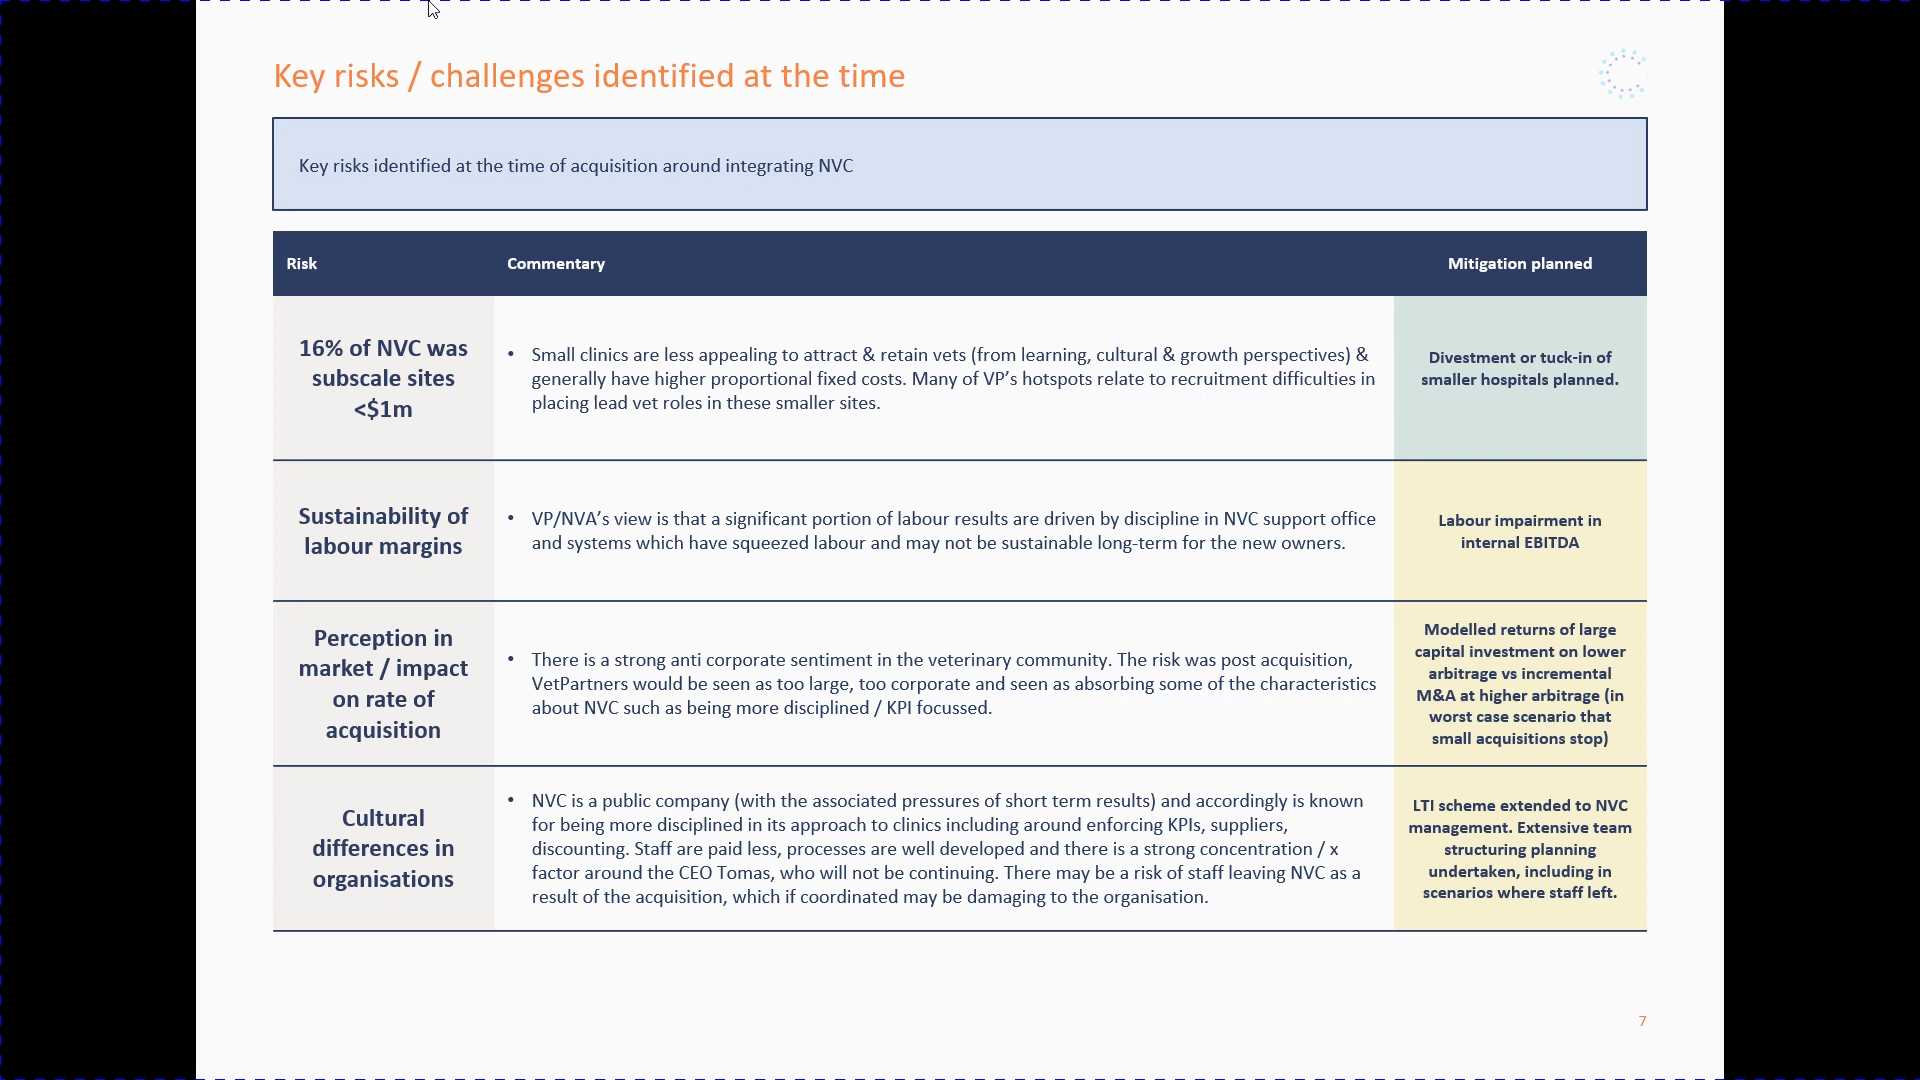 Key risks / challenges identified at the time
Key risks identified at the time of acquisition around integrating NVC
Risk
Commentary
Mitigation planned
16% of NVC was
subscale sites
<$1m
• Small clinics are less appealing to attract & retain vets (from learning, cultural & growth perspectives) &
generally have higher proportional fixed costs. Many of VP's hotspots relate to recruitment difficulties in
placing lead vet roles in these smaller sites.
Divestment or tuck-in of
smaller hospitals planned.
Sustainability of
labour margins
• VP/NVA's view is that a significant portion of labour results are driven by discipline in NVC support office
and systems which have squeezed labour and may not be sustainable long-term for the new owners.
Labour impairment in
internal EBITDA
Perception in
market / impact
on rate of
acquisition
• There is a strong anti corporate sentiment in the veterinary community. The risk was post acquisition,
VetPartners would be seen as too large, too corporate and seen as absorbing some of the characteristics
about NVC such as being more disciplined / KPI focussed.
Modelled returns of large
capital investment on lower
arbitrage vs incremental
M&A at higher arbitrage (in
worst case scenario that
small acquisitions stop)
Cultural
differences in
organisations
• NVC is a public company (with the associated pressures of short term results) and accordingly is known
for being more disciplined in its approach to clinics including around enforcing KPIs, suppliers,
discounting. Staff are paid less, processes are well developed and there is a strong concentration / x
factor around the CEO Tomas, who will not be continuing. There may be a risk of staff leaving NVC as a
result of the acquisition, which if coordinated may be damaging to the organisation.
LTI scheme extended to NVC
management. Extensive team
structuring planning
undertaken, including in
scenarios where staff left.
7